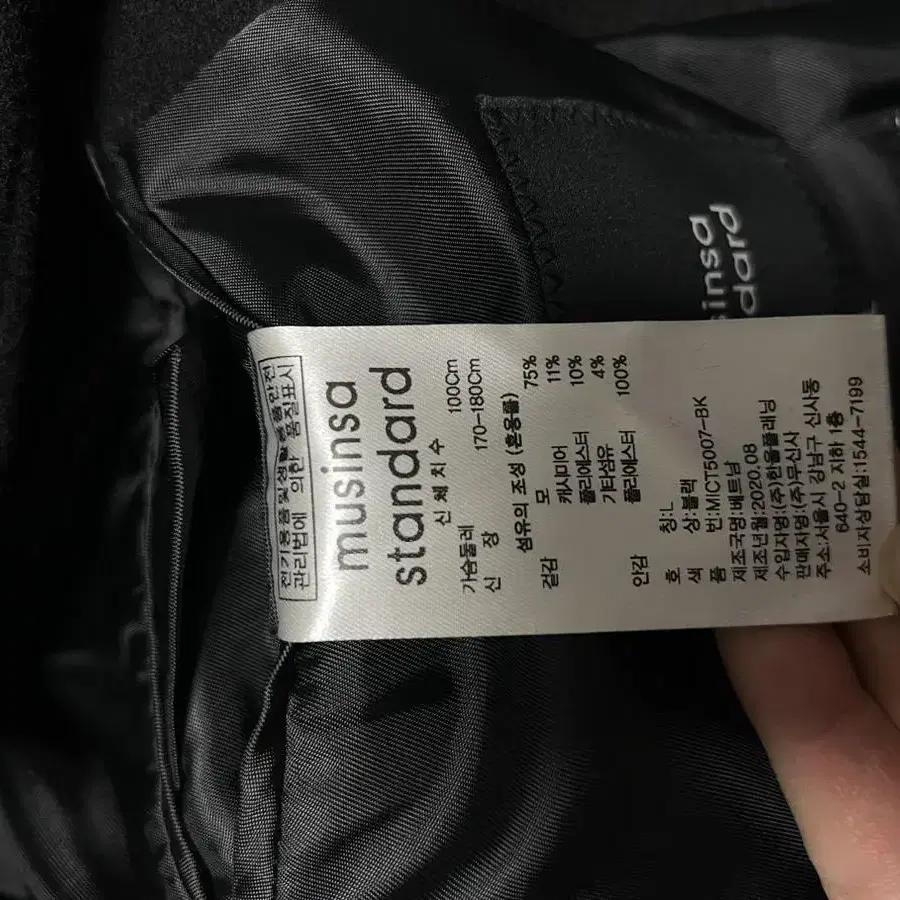 전기용품및생활용품안전
관리법에 의한 품질표시
musinsa
standard
신 체 치 수
가슴둘레 100Cm
신 장 170-180Cm
섬유의 조성 (혼용률)
겉감 모 75%
캐시미어 11%
폴리에스터 10%
기타섬유 4%
안감 폴리에스터 100%
호 칭:L
색 상:블랙
품 번:MICT5007-BK
제조국명:베트남
제조년월:2020.08
수입자명:(주)한울플래닝
판매자명:(주)무신사
주소:서울시 강남구 신사동
640-2 지하 1층
소비자상담실:1544-7199
insa
dard